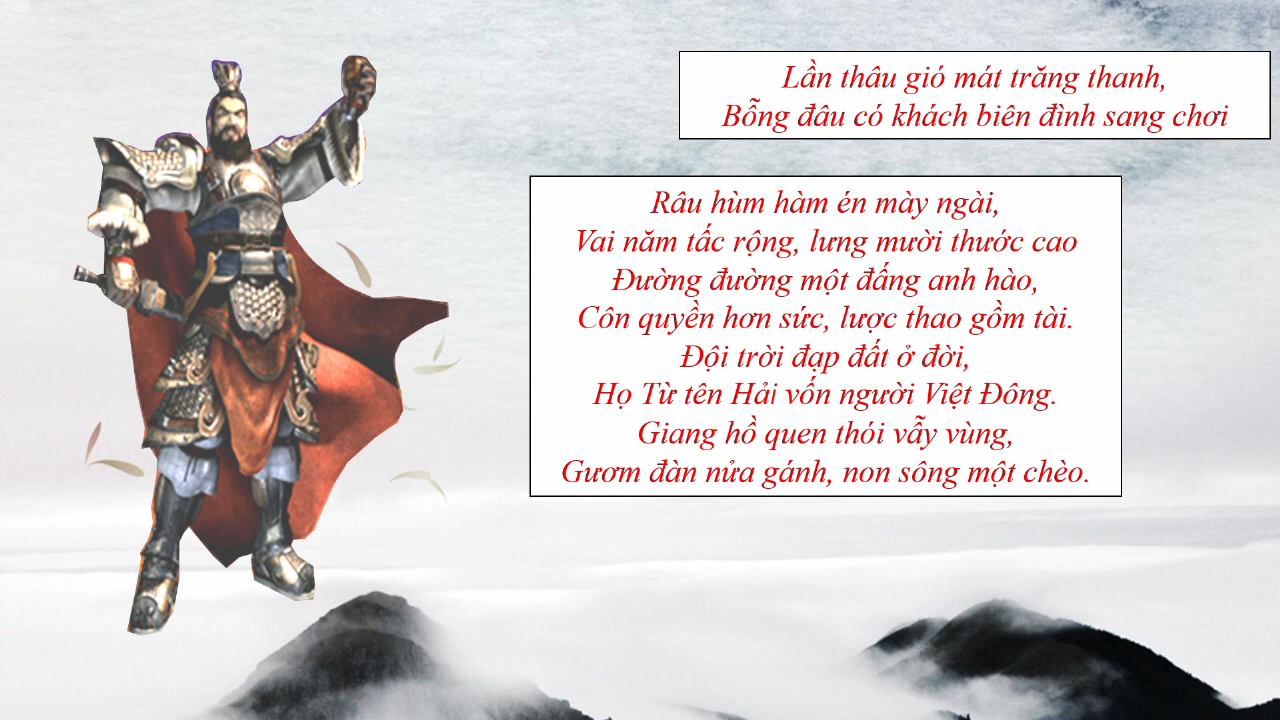 Lần thâu gió mát trăng thanh,
Bỗng đâu có khách biên đình sang chơi
Râu hùm hàm én mày ngài,
Vai năm tấc rộng, lưng mười thước cao
Đường đường một đấng anh hào,
Côn quyền hơn sức, lược thao gồm tài.
Đội trời đạp đất ở đời,
Họ Từ tên Hải vốn người Việt Đông.
Giang hồ quen thói vẫy vùng,
Gươm đàn nửa gánh, non sông một chèo.